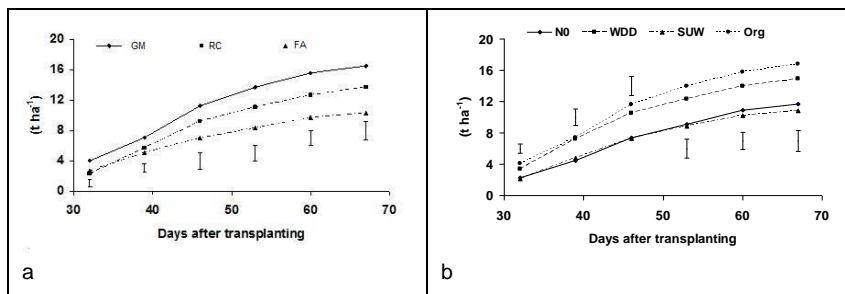 GM RC FA
20
16
12
8
4
0
(t ha-1)
30 40 50 60 70
Days after transplanting
a
N0 WDD SUW Org
20
16
12
8
4
0
(t ha-1)
30 40 50 60 70
Days after transplanting
b